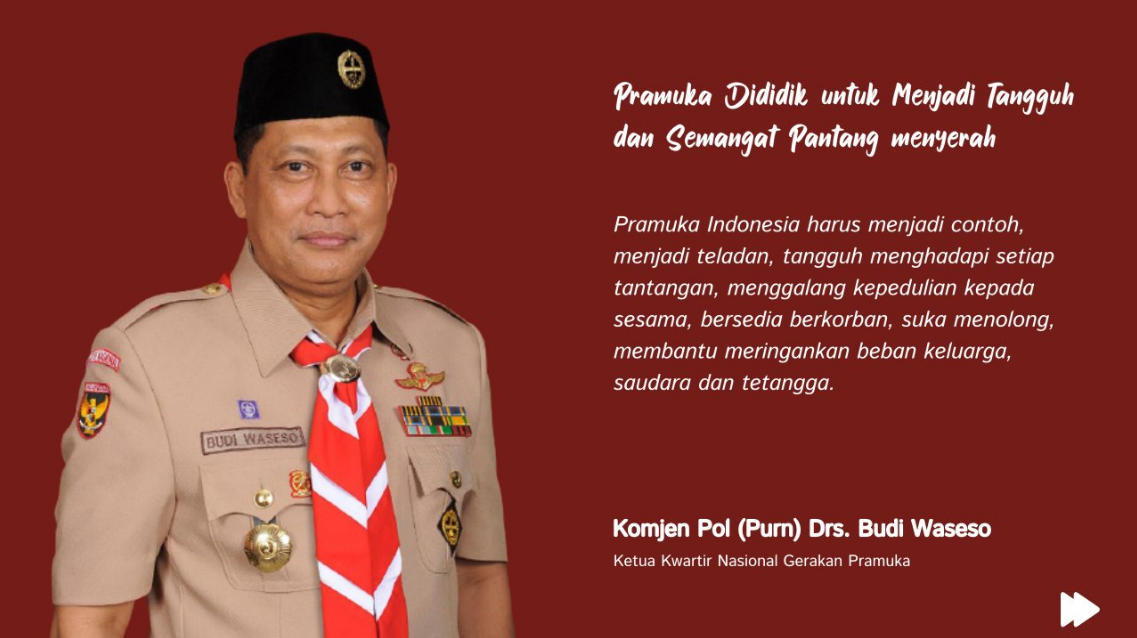 Pramuka Dididik untuk Menjadi Tangguh
dan Semangat Pantang menyerah
Pramuka Indonesia harus menjadi contoh,
menjadi teladan, tangguh menghadapi setiap
tantangan, menggalang kepedulian kepada
sesama, bersedia berkorban, suka menolong,
membantu meringankan beban keluarga,
saudara dan tetangga.
BUDI WASESO
Komjen Pol (Purn) Drs. Budi Waseso
Ketua Kwartir Nasional Gerakan Pramuka